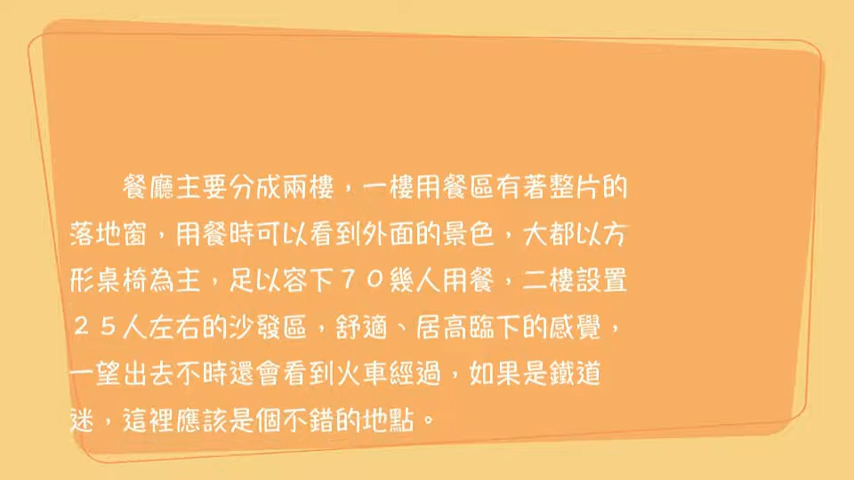 餐廳主要分成兩樓，一樓用餐區有著整片的
落地窗，用餐時可以看到外面的景色，大都以方
形桌椅為主，足以容下７０幾人用餐，二樓設置
２５人左右的沙發區，舒適、居高臨下的感覺，
一望出去不時還會看到火車經過，如果是鐵道
迷，這裡應該是個不錯的地點。